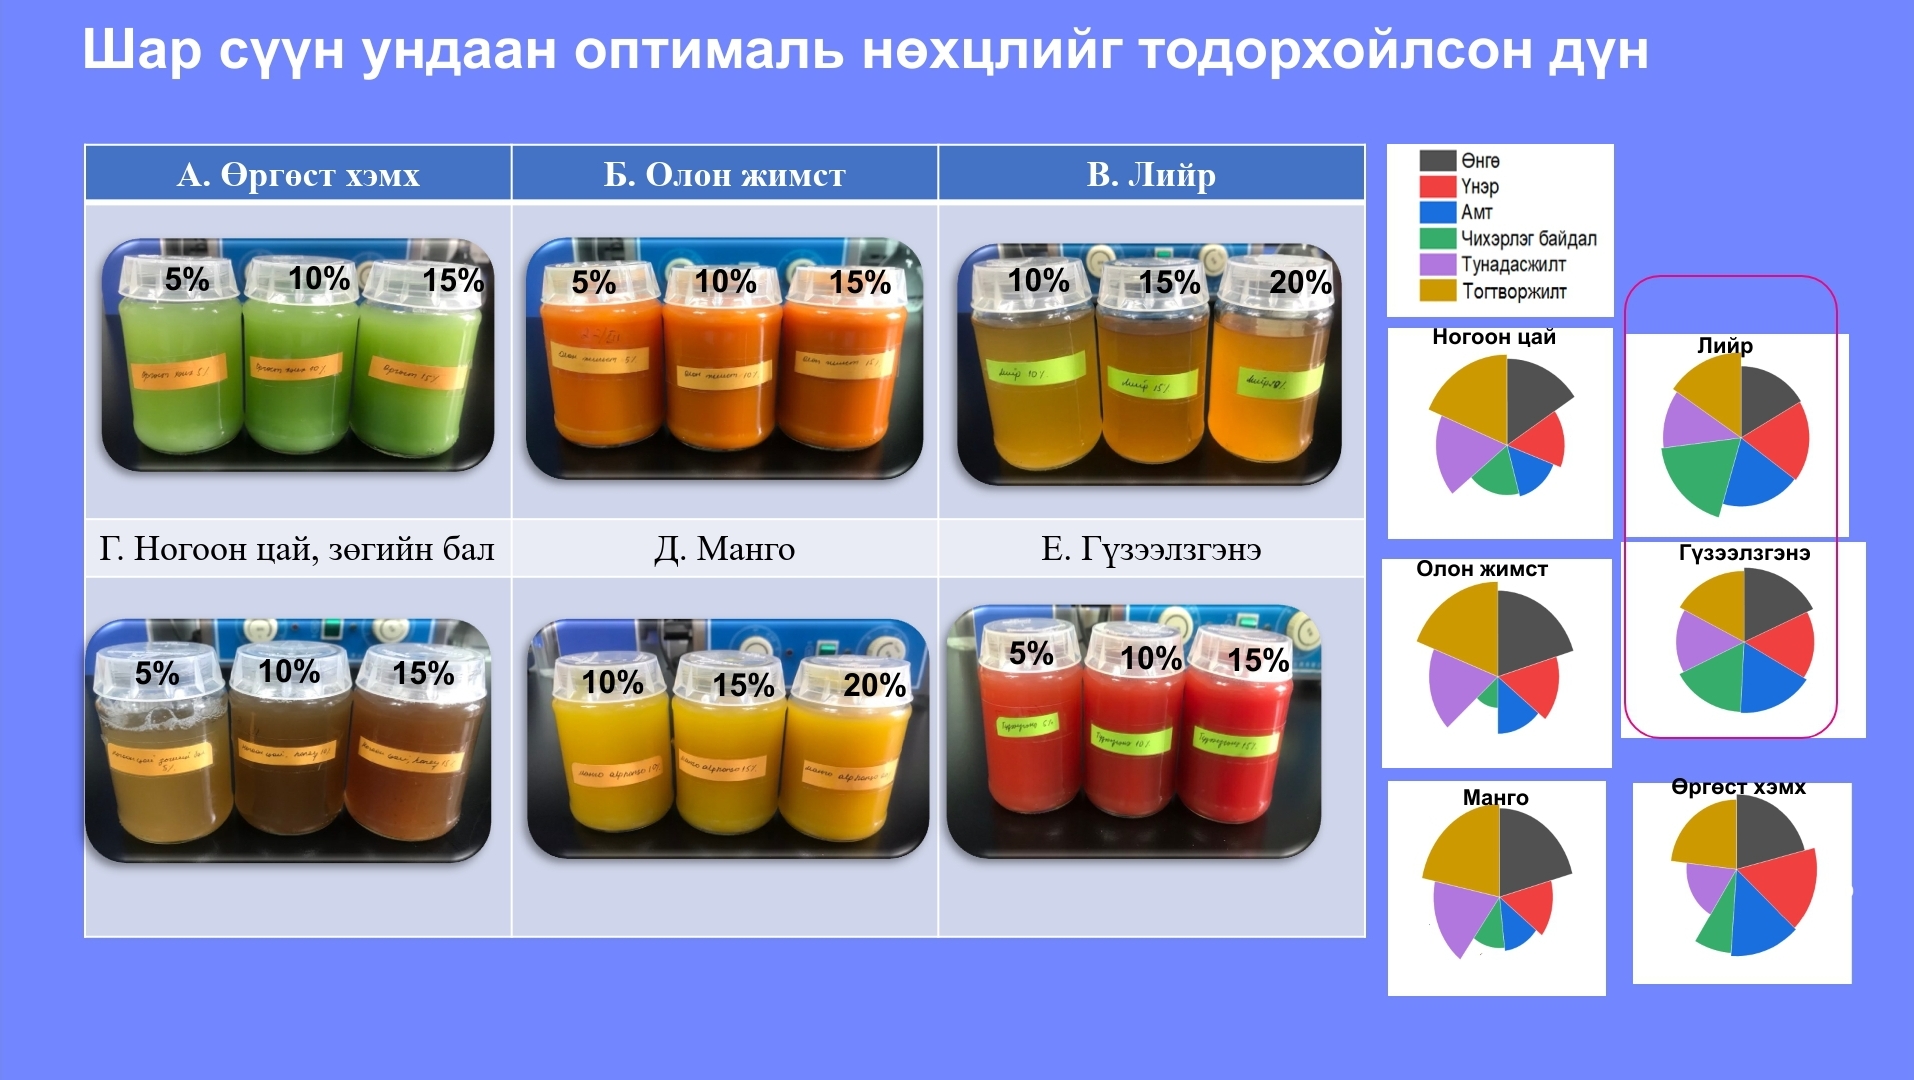 Шар сүүн ундаан оптималь нөхцлийг тодорхойлсон дүн
А. Өргөст хэмх
Б. Олон жимст
В. Лийр
5%
10%
15%
5%
10%
15%
10%
15%
20%
Г. Ногоон цай, зөгийн бал
Д. Манго
Е. Гүзээлзгэнэ
5%
10%
15%
10%
15%
20%
5%
10%
15%
Өнгө
Үнэр
Амт
Чихэрлэг байдал
Тунадасжилт
Тогтворжилт
Ногоон цай
Лийр
Олон жимст
Гүзээлзгэнэ
Манго
Өргөст хэмх